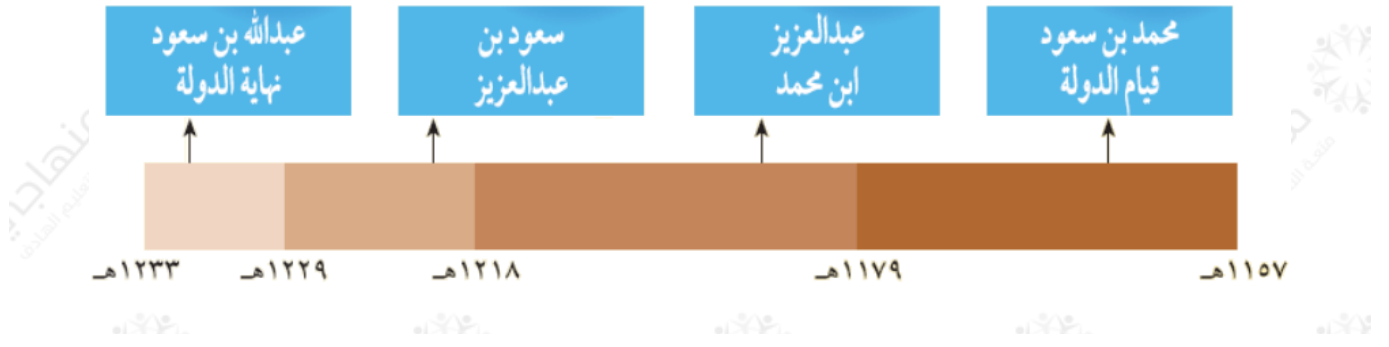 محمد بن سعود
قيام الدولة
عبدالعزيز
ابن محمد
سعود بن
عبدالعزيز
عبدالله بن سعود
نهاية الدولة
١١٥٧هـ
١١٧٩هـ
١٢١٨هـ
١٢٢٩هـ
١٢٣٣هـ